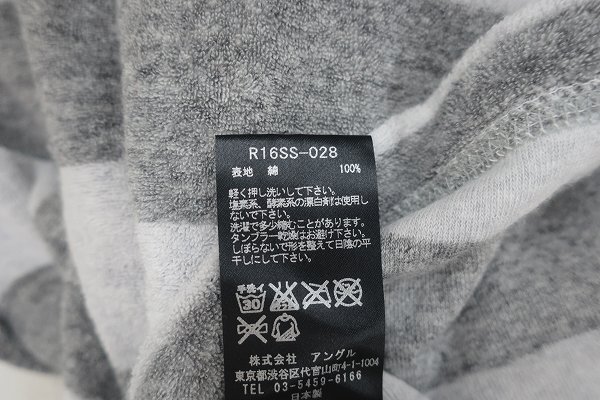 R16SS-028
表地 綿 100%
軽く押し洗いして下さい。
塩素系、酵素系の漂白剤は使用し
ないで下さい。
洗濯で多少縮むことがあります。
タンブラー乾燥はお避け下さい。
しぼらないで形を整えて日陰の平
干しにして下さい。
手洗イ
30
株式会社 アングル
東京都渋谷区代官山町4-1-1004
TEL 03-5459-6166
日本製